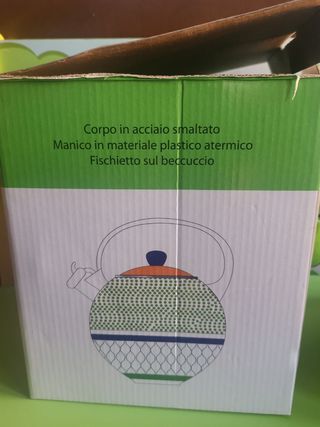 Corpo in acciaio smaltato
Manico in materiale plastico atermico
Fischietto sul beccuccio